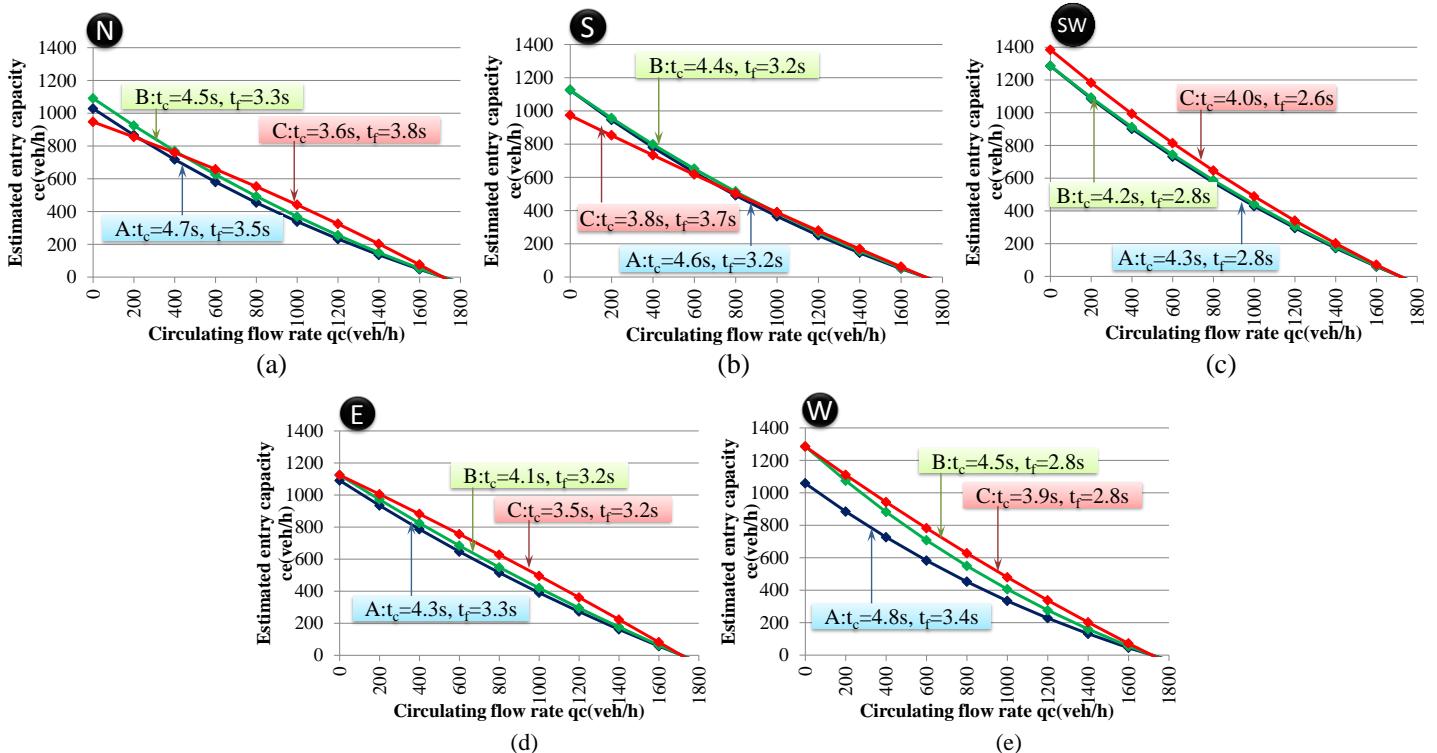 N
Estimated entry capacity
ce(veh/h)
1400
1200
1000
800
600
400
200
0
B:tc=4.5s, tf=3.3s
C:tc=3.6s, tf=3.8s
A:tc=4.7s, tf=3.5s
0
200
400
600
800
1000
1200
1400
1600
1800
Circulating flow rate qc(veh/h)
(a)
S
Estimated entry capacity
ce(veh/h)
1400
1200
1000
800
600
400
200
0
B:tc=4.4s, tf=3.2s
C:tc=3.8s, tf=3.7s
A:tc=4.6s, tf=3.2s
0
200
400
600
800
1000
1200
1400
1600
1800
Circulating flow rate qc(veh/h)
(b)
SW
Estimated entry capacity
ce(veh/h)
1400
1200
1000
800
600
400
200
0
C:tc=4.0s, tf=2.6s
B:tc=4.2s, tf=2.8s
A:tc=4.3s, tf=2.8s
0
200
400
600
800
1000
1200
1400
1600
1800
Circulating flow rate qc(veh/h)
(c)
E
Estimated entry capacity
ce(veh/h)
1400
1200
1000
800
600
400
200
0
B:tc=4.1s, tf=3.2s
C:tc=3.5s, tf=3.2s
A:tc=4.3s, tf=3.3s
0
200
400
600
800
1000
1200
1400
1600
1800
Circulating flow rate qc(veh/h)
(d)
W
Estimated entry capacity
ce(veh/h)
1400
1200
1000
800
600
400
200
0
B:tc=4.5s, tf=2.8s
C:tc=3.9s, tf=2.8s
A:tc=4.8s, tf=3.4s
0
200
400
600
800
1000
1200
1400
1600
1800
Circulating flow rate qc(veh/h)
(e)